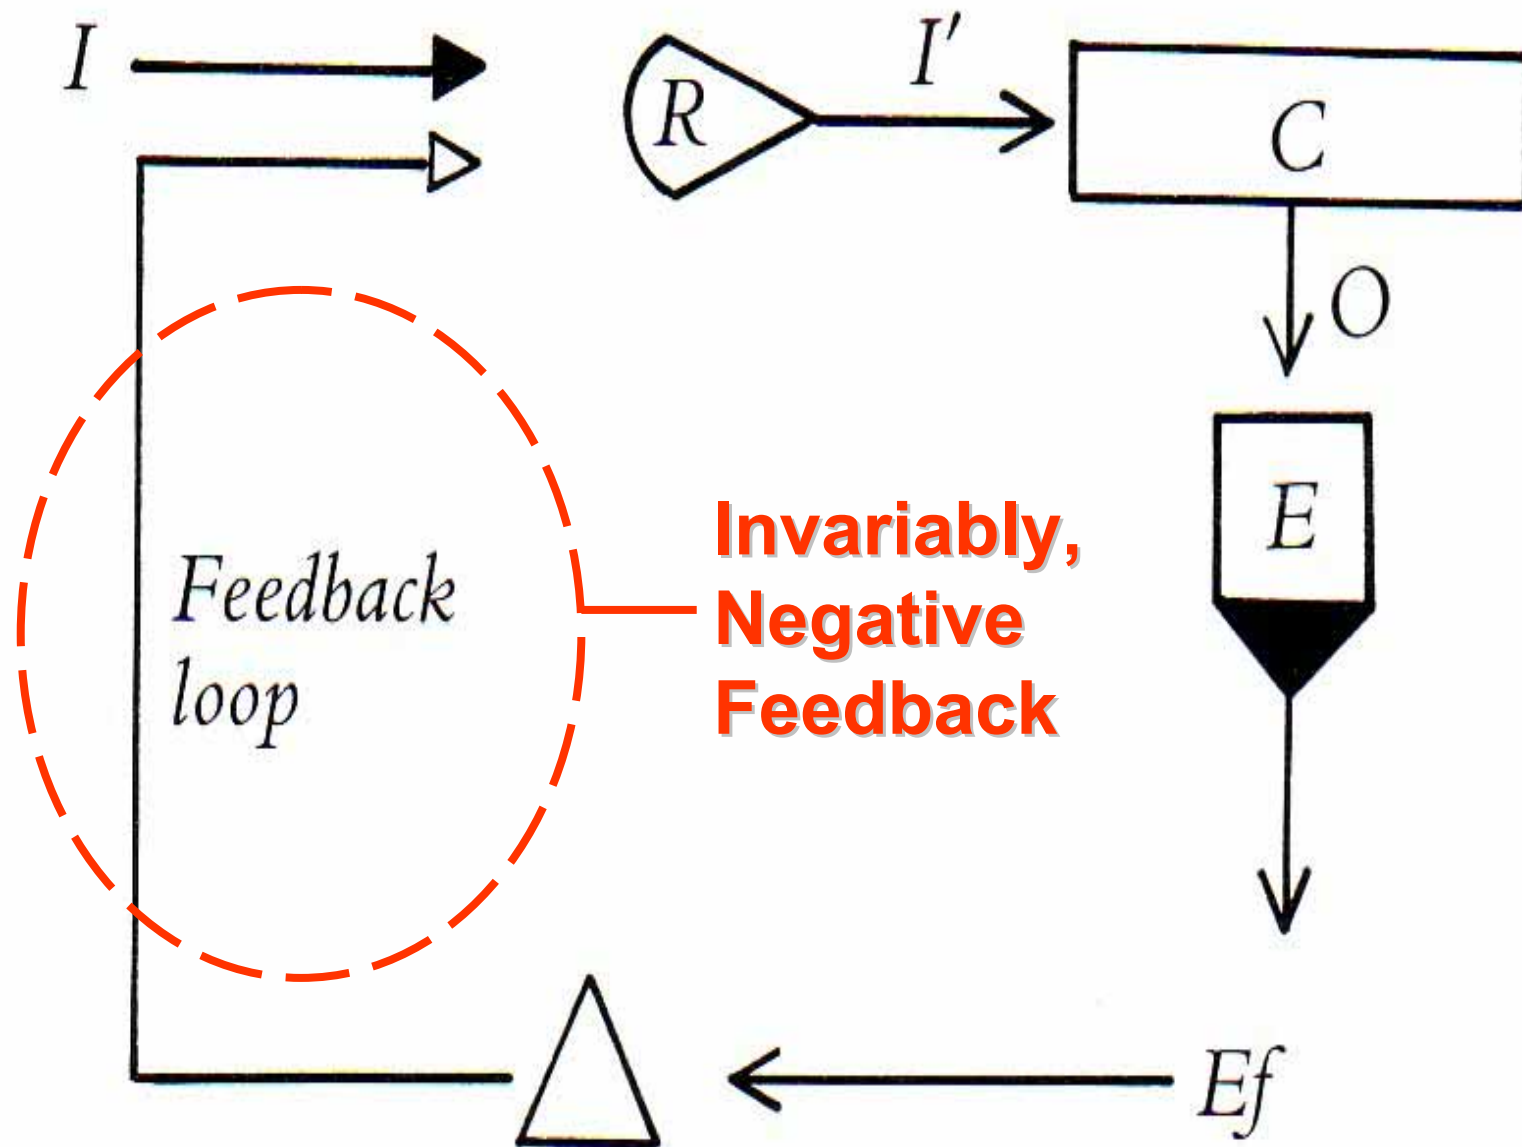 I
R
I′
C
O
E
Feedback
loop
Invariably,
Negative
Feedback
Ef